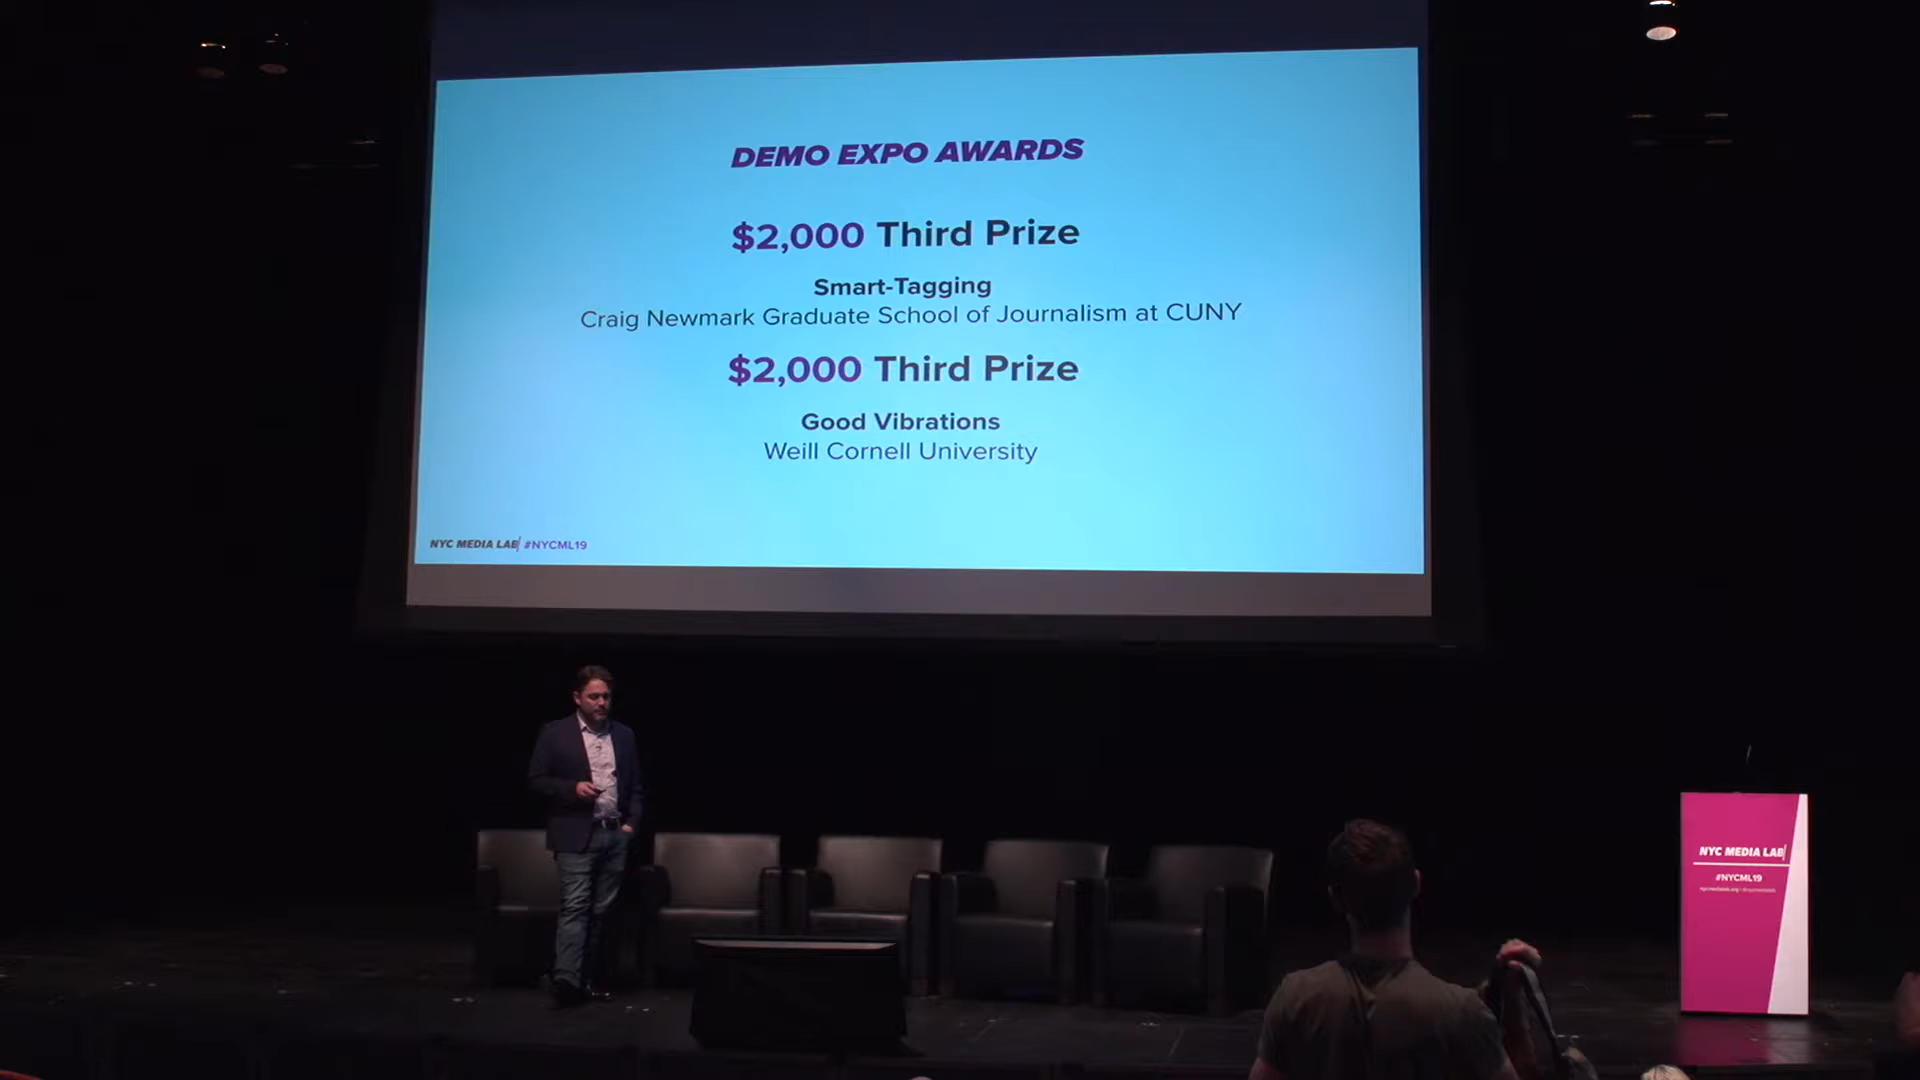 DEMO EXPO AWARDS
$2,000 Third Prize
Smart-Tagging
Craig Newmark Graduate School of Journalism at CUNY
$2,000 Third Prize
Good Vibrations
Weill Cornell University
NYC MEDIA LAB #NYCML19
NYC MEDIA LAB
#NYCML19